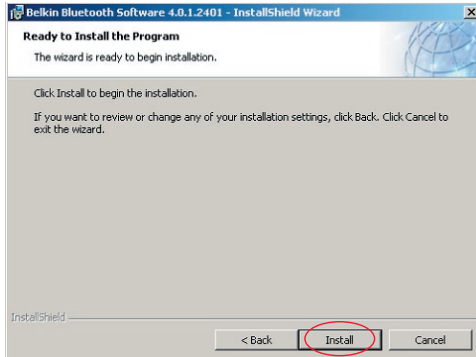 Belkin Bluetooth Software 4.0.1.2401 - InstallShield Wizard
Ready to Install the Program
The wizard is ready to begin installation.
Click Install to begin the installation.
If you want to review or change any of your installation settings, click Back. Click Cancel to
exit the wizard.
InstallShield
< Back Install Cancel